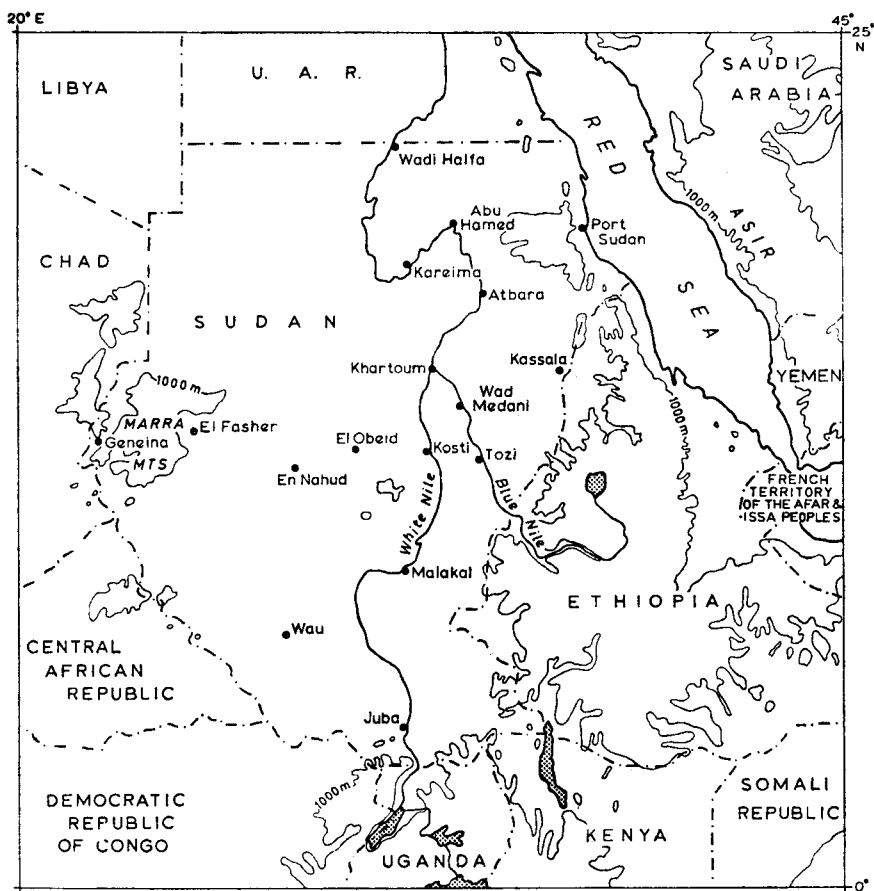 20° E
45°
25°
N
U. A. R.
LIBYA
SAUDI
ARABIA
RED
SEA
Wadi Halfa
1000 m.
ASIR
Abu
Hamed
Port
Sudan
CHAD
Kareima
Atbara
SUDAN
Khartoum
Kassala
1000 m.
YEMEN
1000 m.
Wad
Medani
MARRA
MTS
Geneina
El Fasher
El Obeid
Kosti
Tozi
En Nahud
White Nile
Blue Nile
FRENCH
TERRITORY
OF THE AFAR &
ISSA PEOPLES
Malakal
ETHIOPIA
Wau
CENTRAL
AFRICAN
REPUBLIC
Juba
1000 m.
DEMOCRATIC
REPUBLIC
OF CONGO
UGANDA
KENYA
SOMALI
REPUBLIC
0°